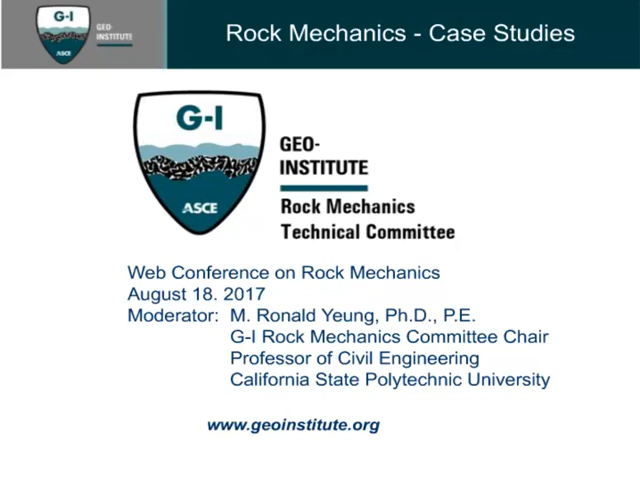 G-I
GEO-
INSTITUTE
ASCE
Rock Mechanics - Case Studies
G-I
ASCE
GEO-
INSTITUTE
Rock Mechanics
Technical Committee
Web Conference on Rock Mechanics
August 18. 2017
Moderator: M. Ronald Yeung, Ph.D., P.E.
G-I Rock Mechanics Committee Chair
Professor of Civil Engineering
California State Polytechnic University
www.geoinstitute.org